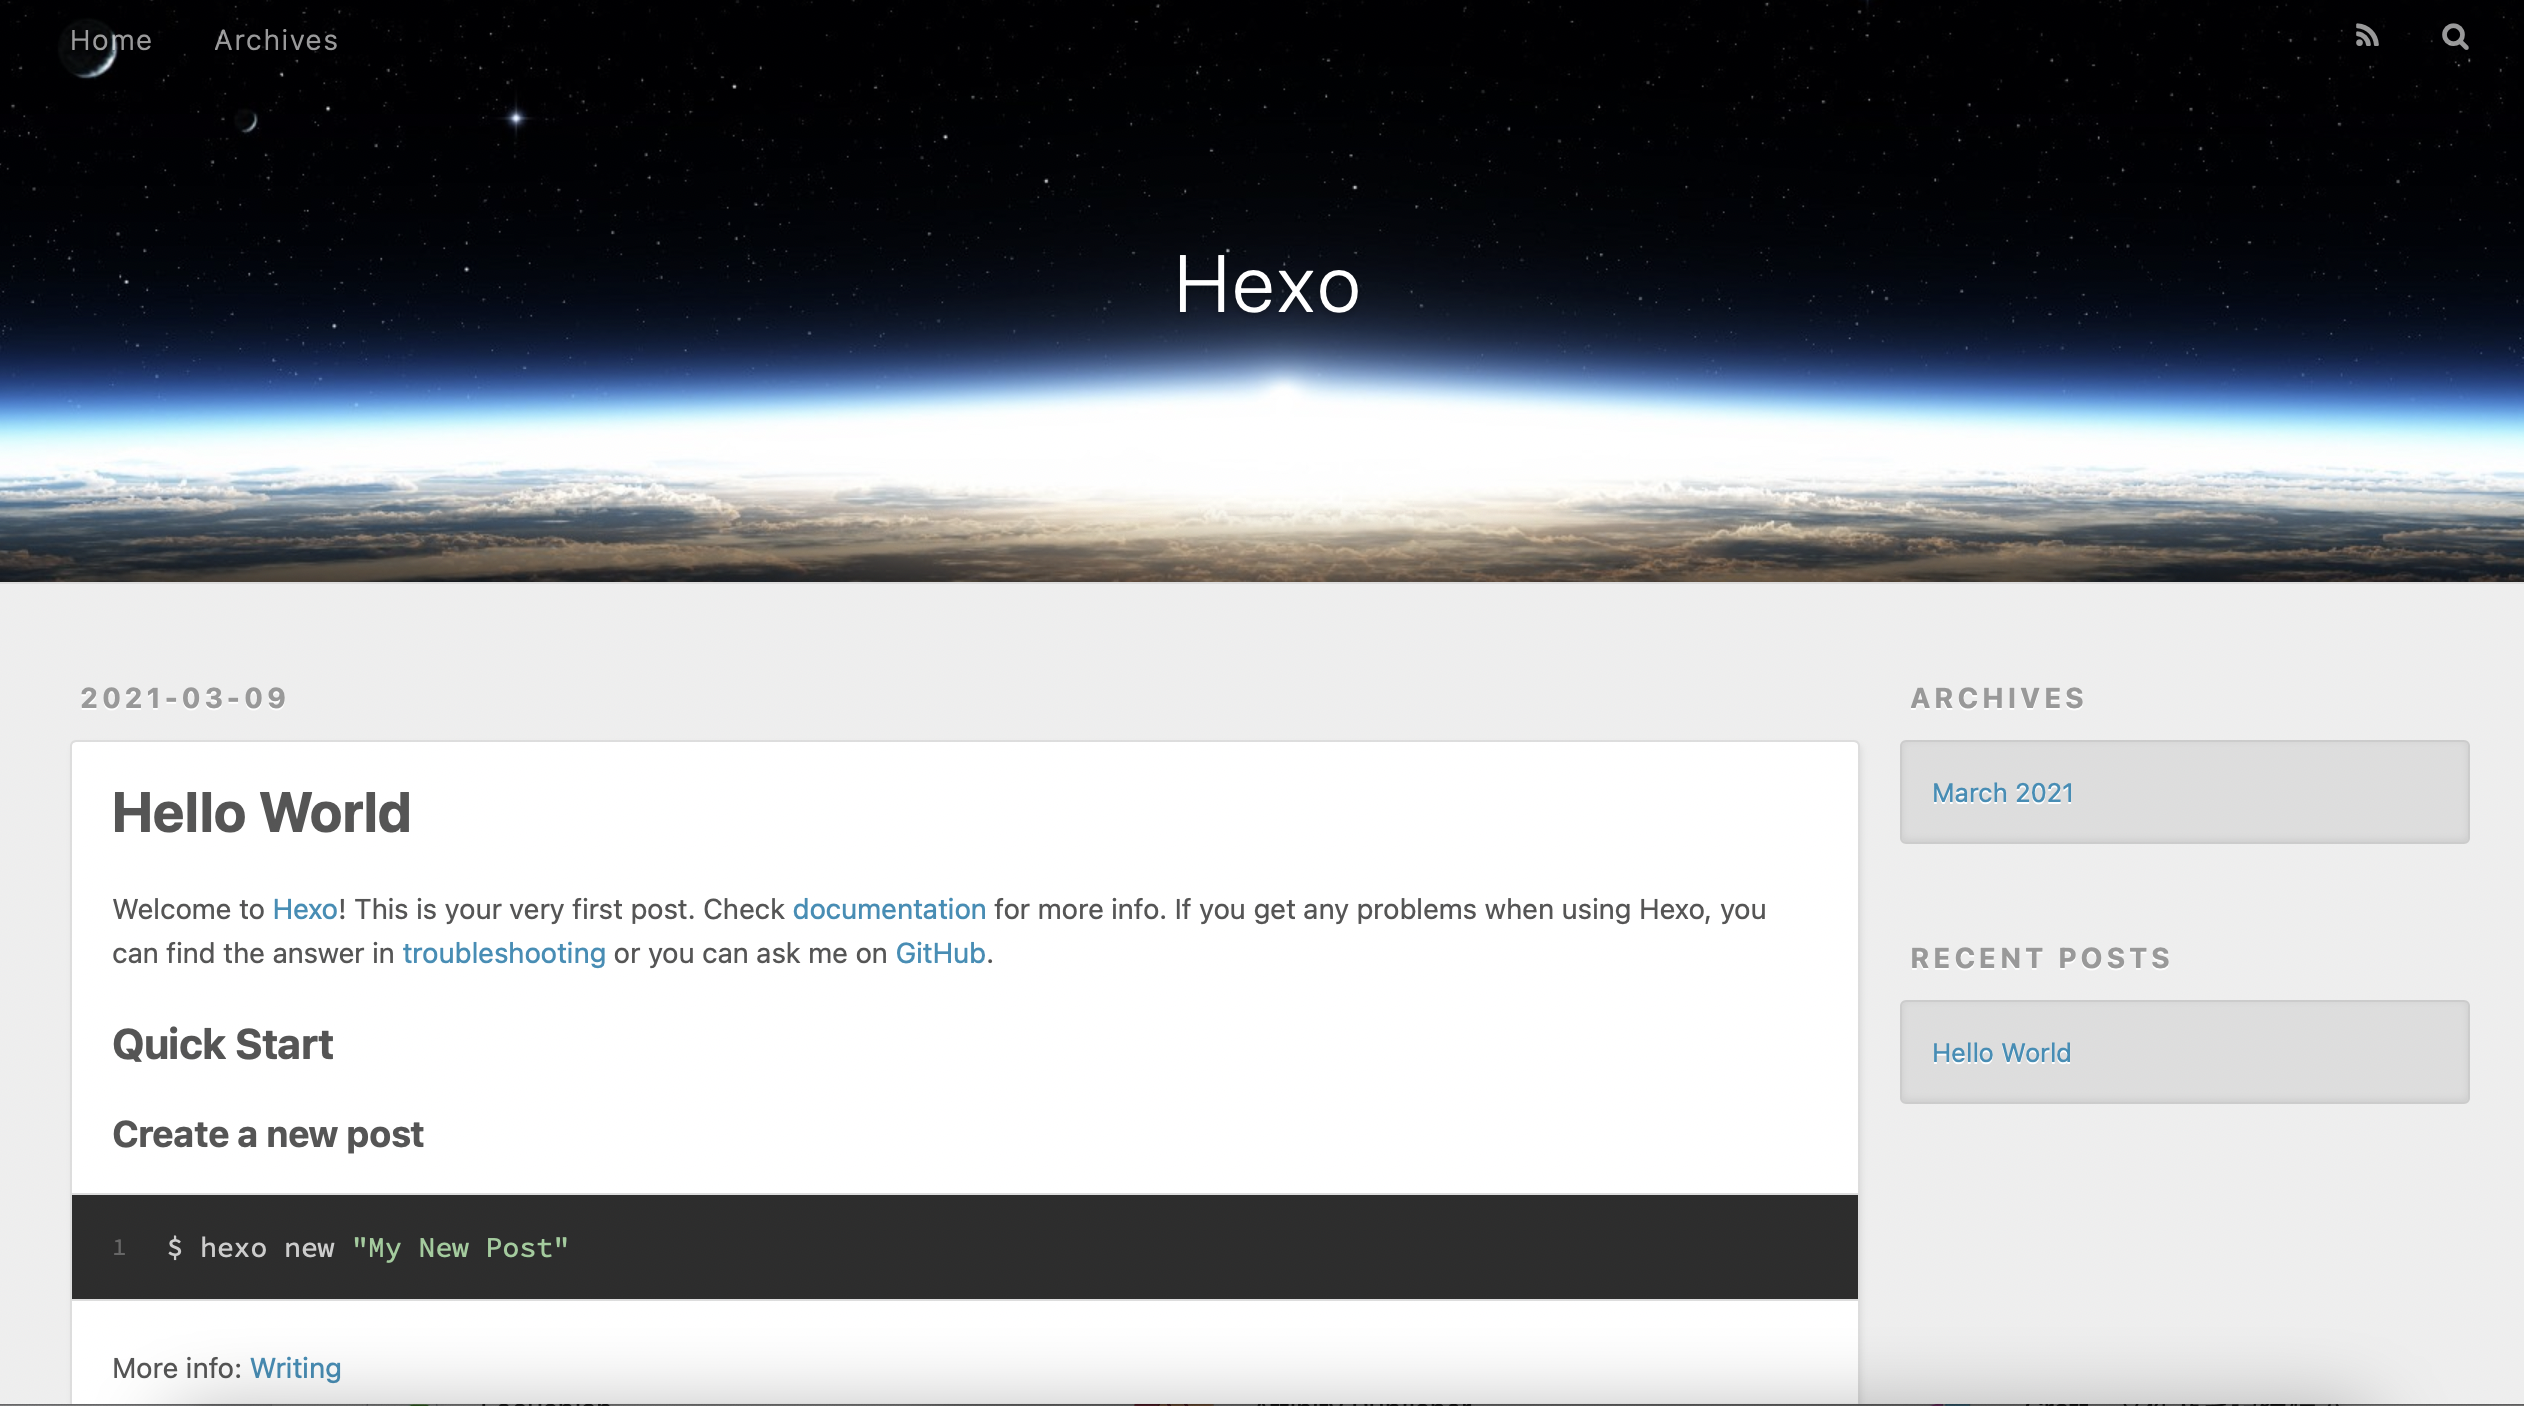 Home Archives
Hexo
2021-03-09
Hello World
Welcome to Hexo! This is your very first post. Check documentation for more info. If you get any problems when using Hexo, you
can find the answer in troubleshooting or you can ask me on GitHub.
Quick Start
Create a new post
1 $ hexo new "My New Post"
More info: Writing
ARCHIVES
March 2021
RECENT POSTS
Hello World